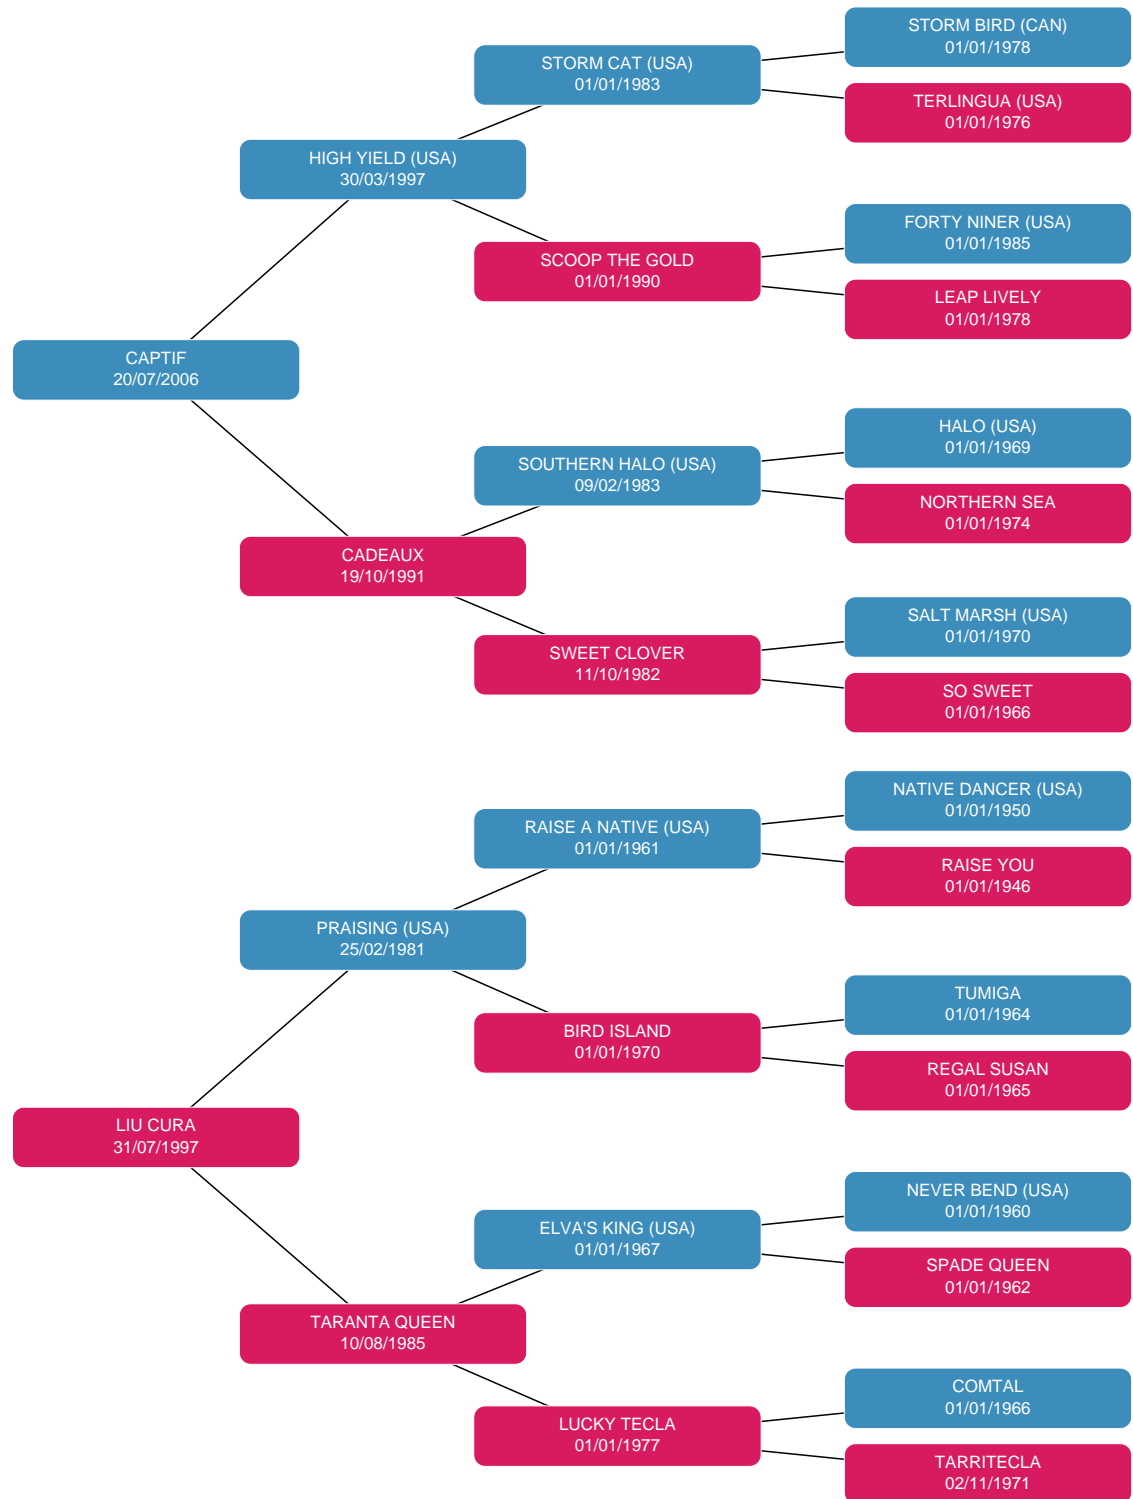 STORM BIRD (CAN)
01/01/1978
STORM CAT (USA)
01/01/1983
TERLINGUA (USA)
01/01/1976
HIGH YIELD (USA)
30/03/1997
FORTY NINER (USA)
01/01/1985
SCOOP THE GOLD
01/01/1990
LEAP LIVELY
01/01/1978
CAPTIF
20/07/2006
HALO (USA)
01/01/1969
SOUTHERN HALO (USA)
09/02/1983
NORTHERN SEA
01/01/1974
CADEAUX
19/10/1991
SALT MARSH (USA)
01/01/1970
SWEET CLOVER
11/10/1982
SO SWEET
01/01/1966
NATIVE DANCER (USA)
01/01/1950
RAISE A NATIVE (USA)
01/01/1961
RAISE YOU
01/01/1946
PRAISING (USA)
25/02/1981
TUMIGA
01/01/1964
BIRD ISLAND
01/01/1970
REGAL SUSAN
01/01/1965
LIU CURA
31/07/1997
NEVER BEND (USA)
01/01/1960
ELVA'S KING (USA)
01/01/1967
SPADE QUEEN
01/01/1962
TARANTA QUEEN
10/08/1985
COMTAL
01/01/1966
LUCKY TECLA
01/01/1977
TARRITECLA
02/11/1971